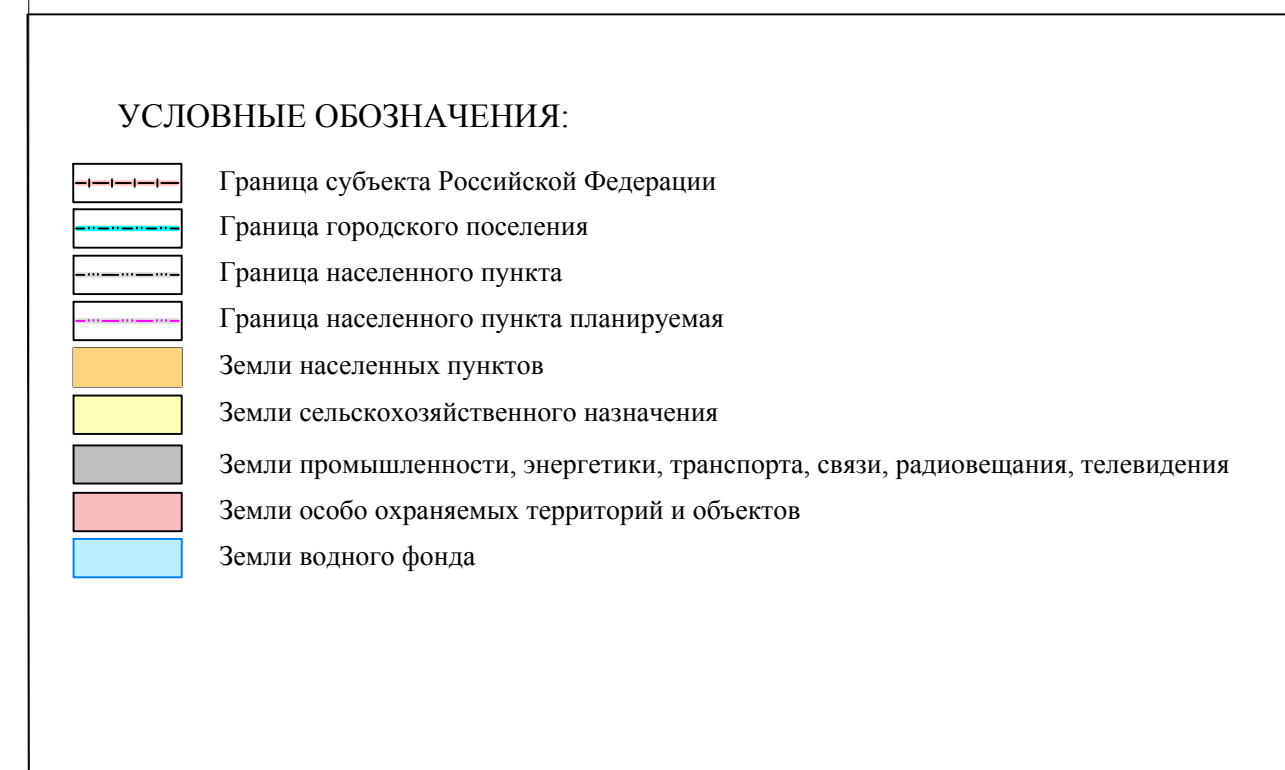 УСЛОВНЫЕ ОБОЗНАЧЕНИЯ:
Граница субъекта Российской Федерации
Граница городского поселения
Граница населенного пункта
Граница населенного пункта планируемая
Земли населенных пунктов
Земли сельскохозяйственного назначения
Земли промышленности, энергетики, транспорта, связи, радиовещания, телевидения
Земли особо охраняемых территорий и объектов
Земли водного фонда